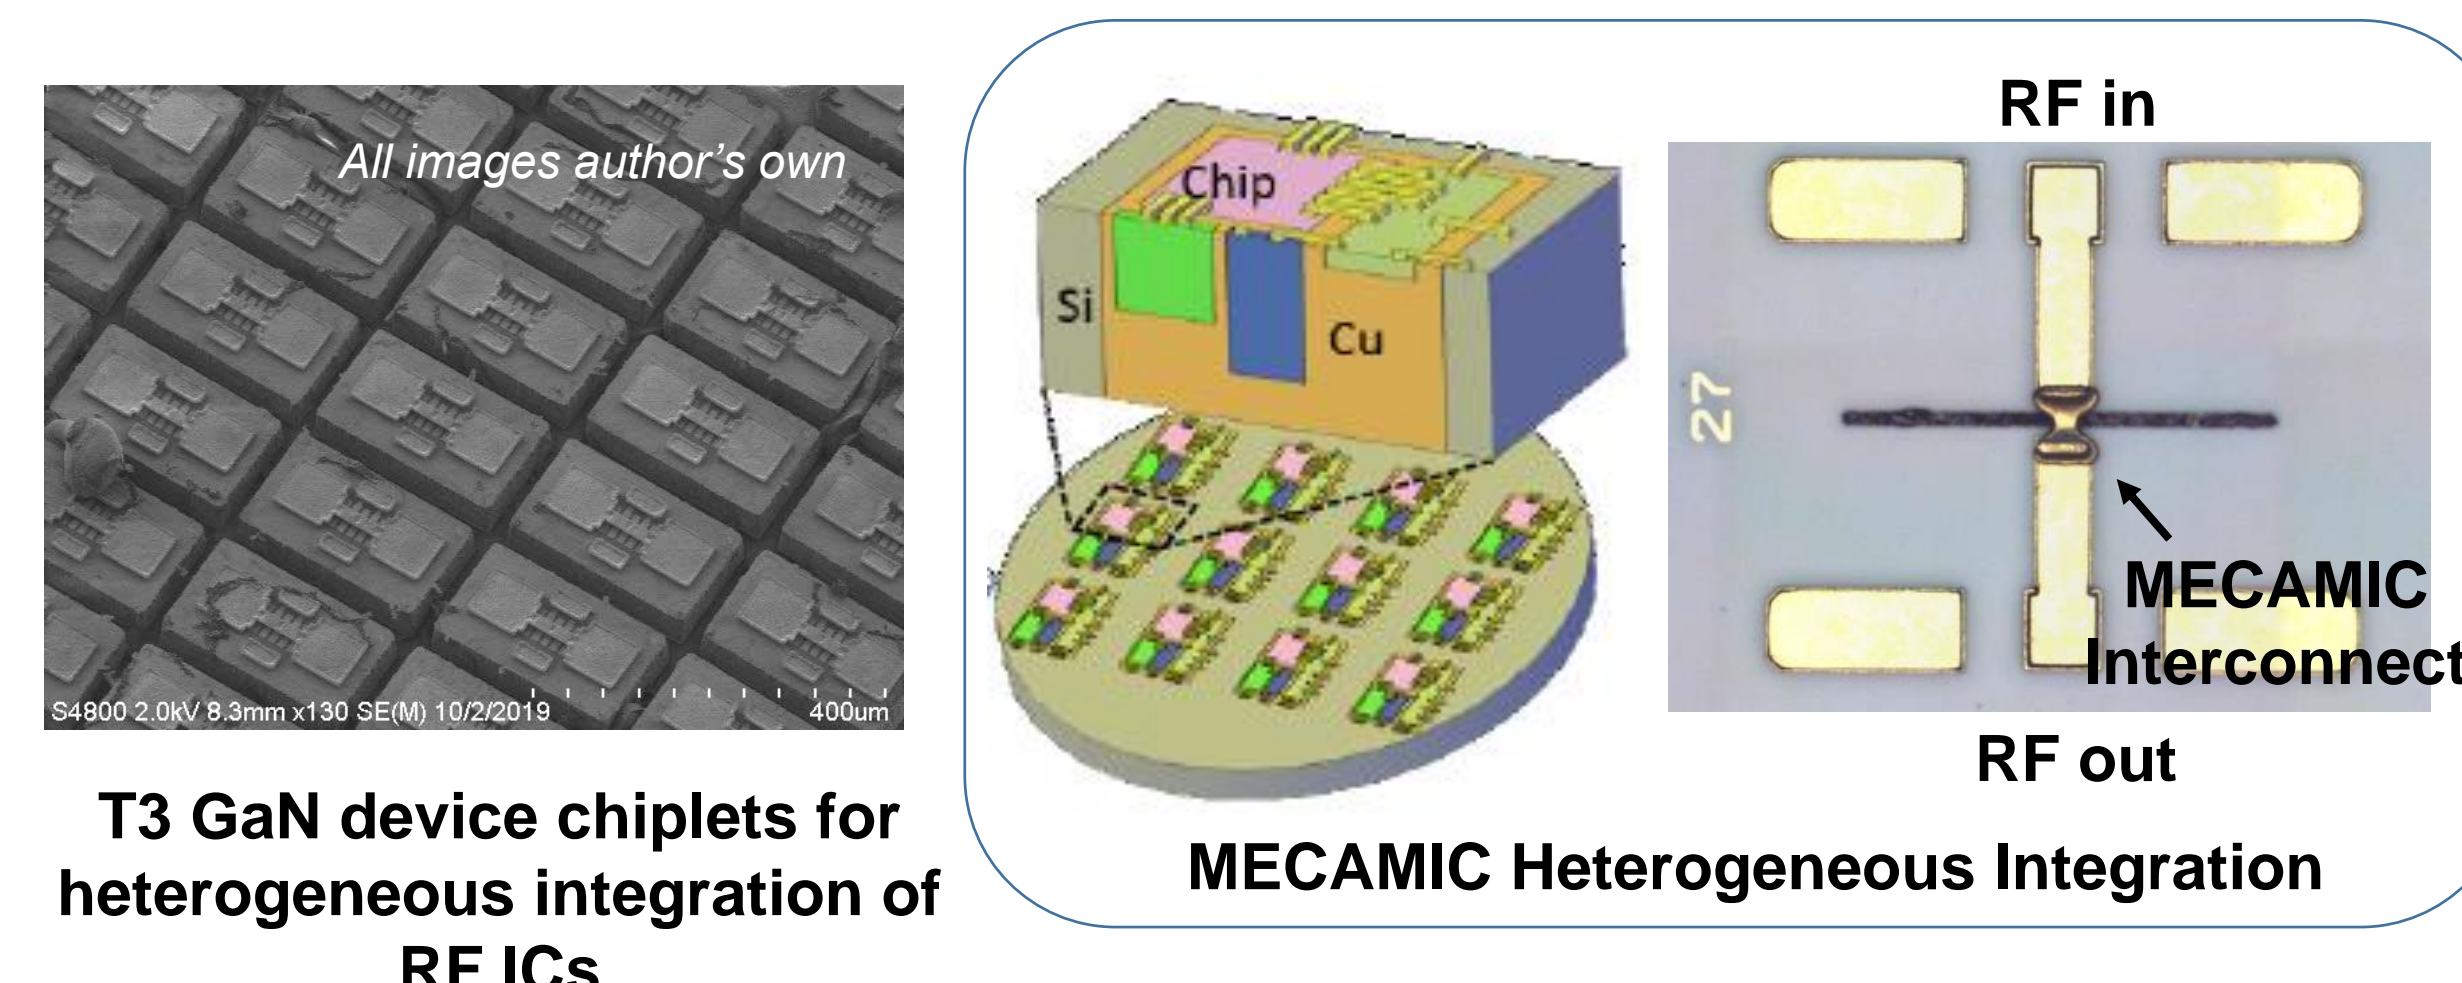 All images author's own
S4800 2.0kV 8.3mm x130 SE(M) 10/2/2019
400um
T3 GaN device chiplets for
heterogeneous integration of
RF ICs
Chip
Si
Cu
RF in
27
MECAMIC
Interconnect
RF out
MECAMIC Heterogeneous Integration